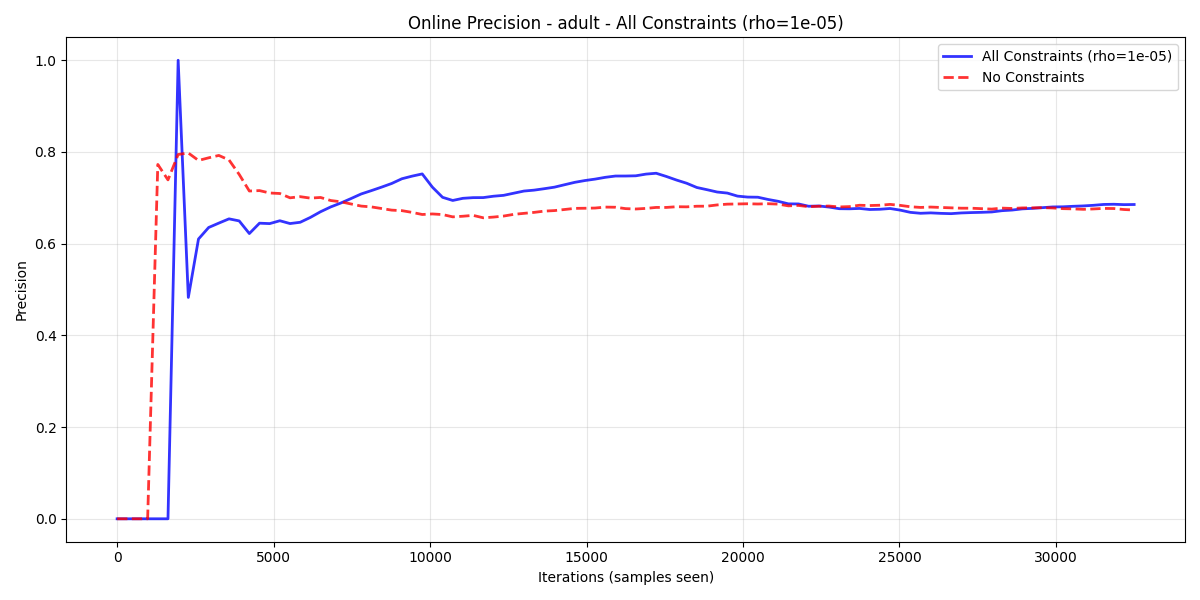 Online Precision - adult - All Constraints (rho=1e-05)
All Constraints (rho=1e-05)
No Constraints
Precision
1.0
0.8
0.6
0.4
0.2
0.0
0 5000 10000 15000 20000 25000 30000
Iterations (samples seen)